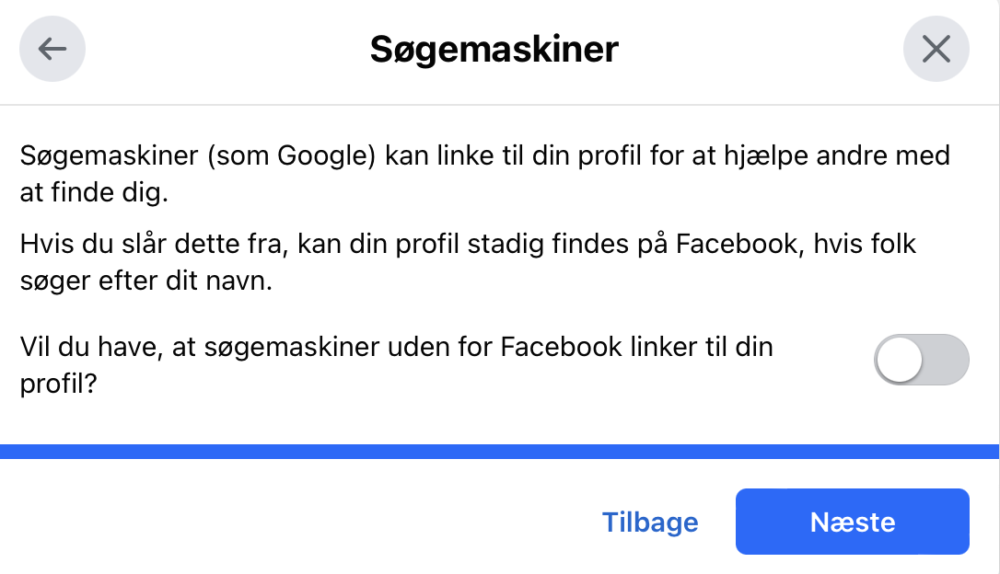 Søgemaskiner
Søgemaskiner (som Google) kan linke til din profil for at hjælpe andre med
at finde dig.
Hvis du slår dette fra, kan din profil stadig findes på Facebook, hvis folk
søger efter dit navn.
Vil du have, at søgemaskiner uden for Facebook linker til din
profil?
Tilbage
Næste